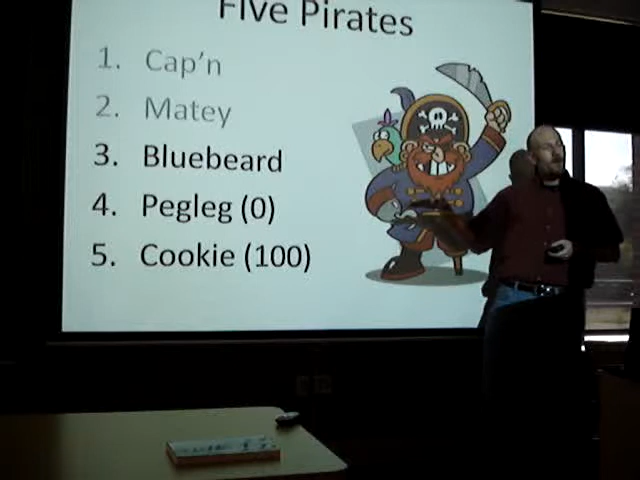 Five Pirates
1. Cap'n
2. Matey
3. Bluebeard
4. Pegleg (0)
5. Cookie (100)